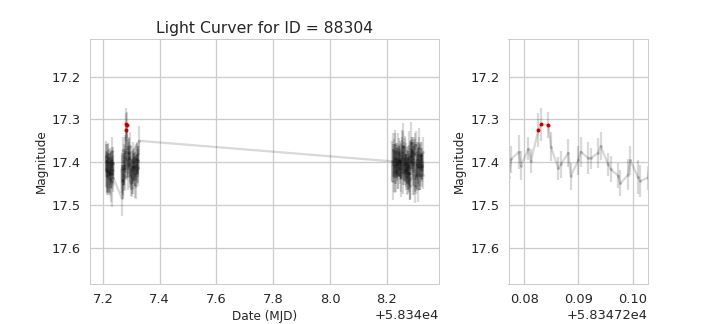 Light Curver for ID = 88304
Magnitude
17.2
17.3
17.4
17.5
17.6
7.2 7.4 7.6 7.8 8.0 8.2
Date (MJD)
+5.834e4
Magnitude
17.2
17.3
17.4
17.5
17.6
0.08 0.09 0.10
+5.83472e4